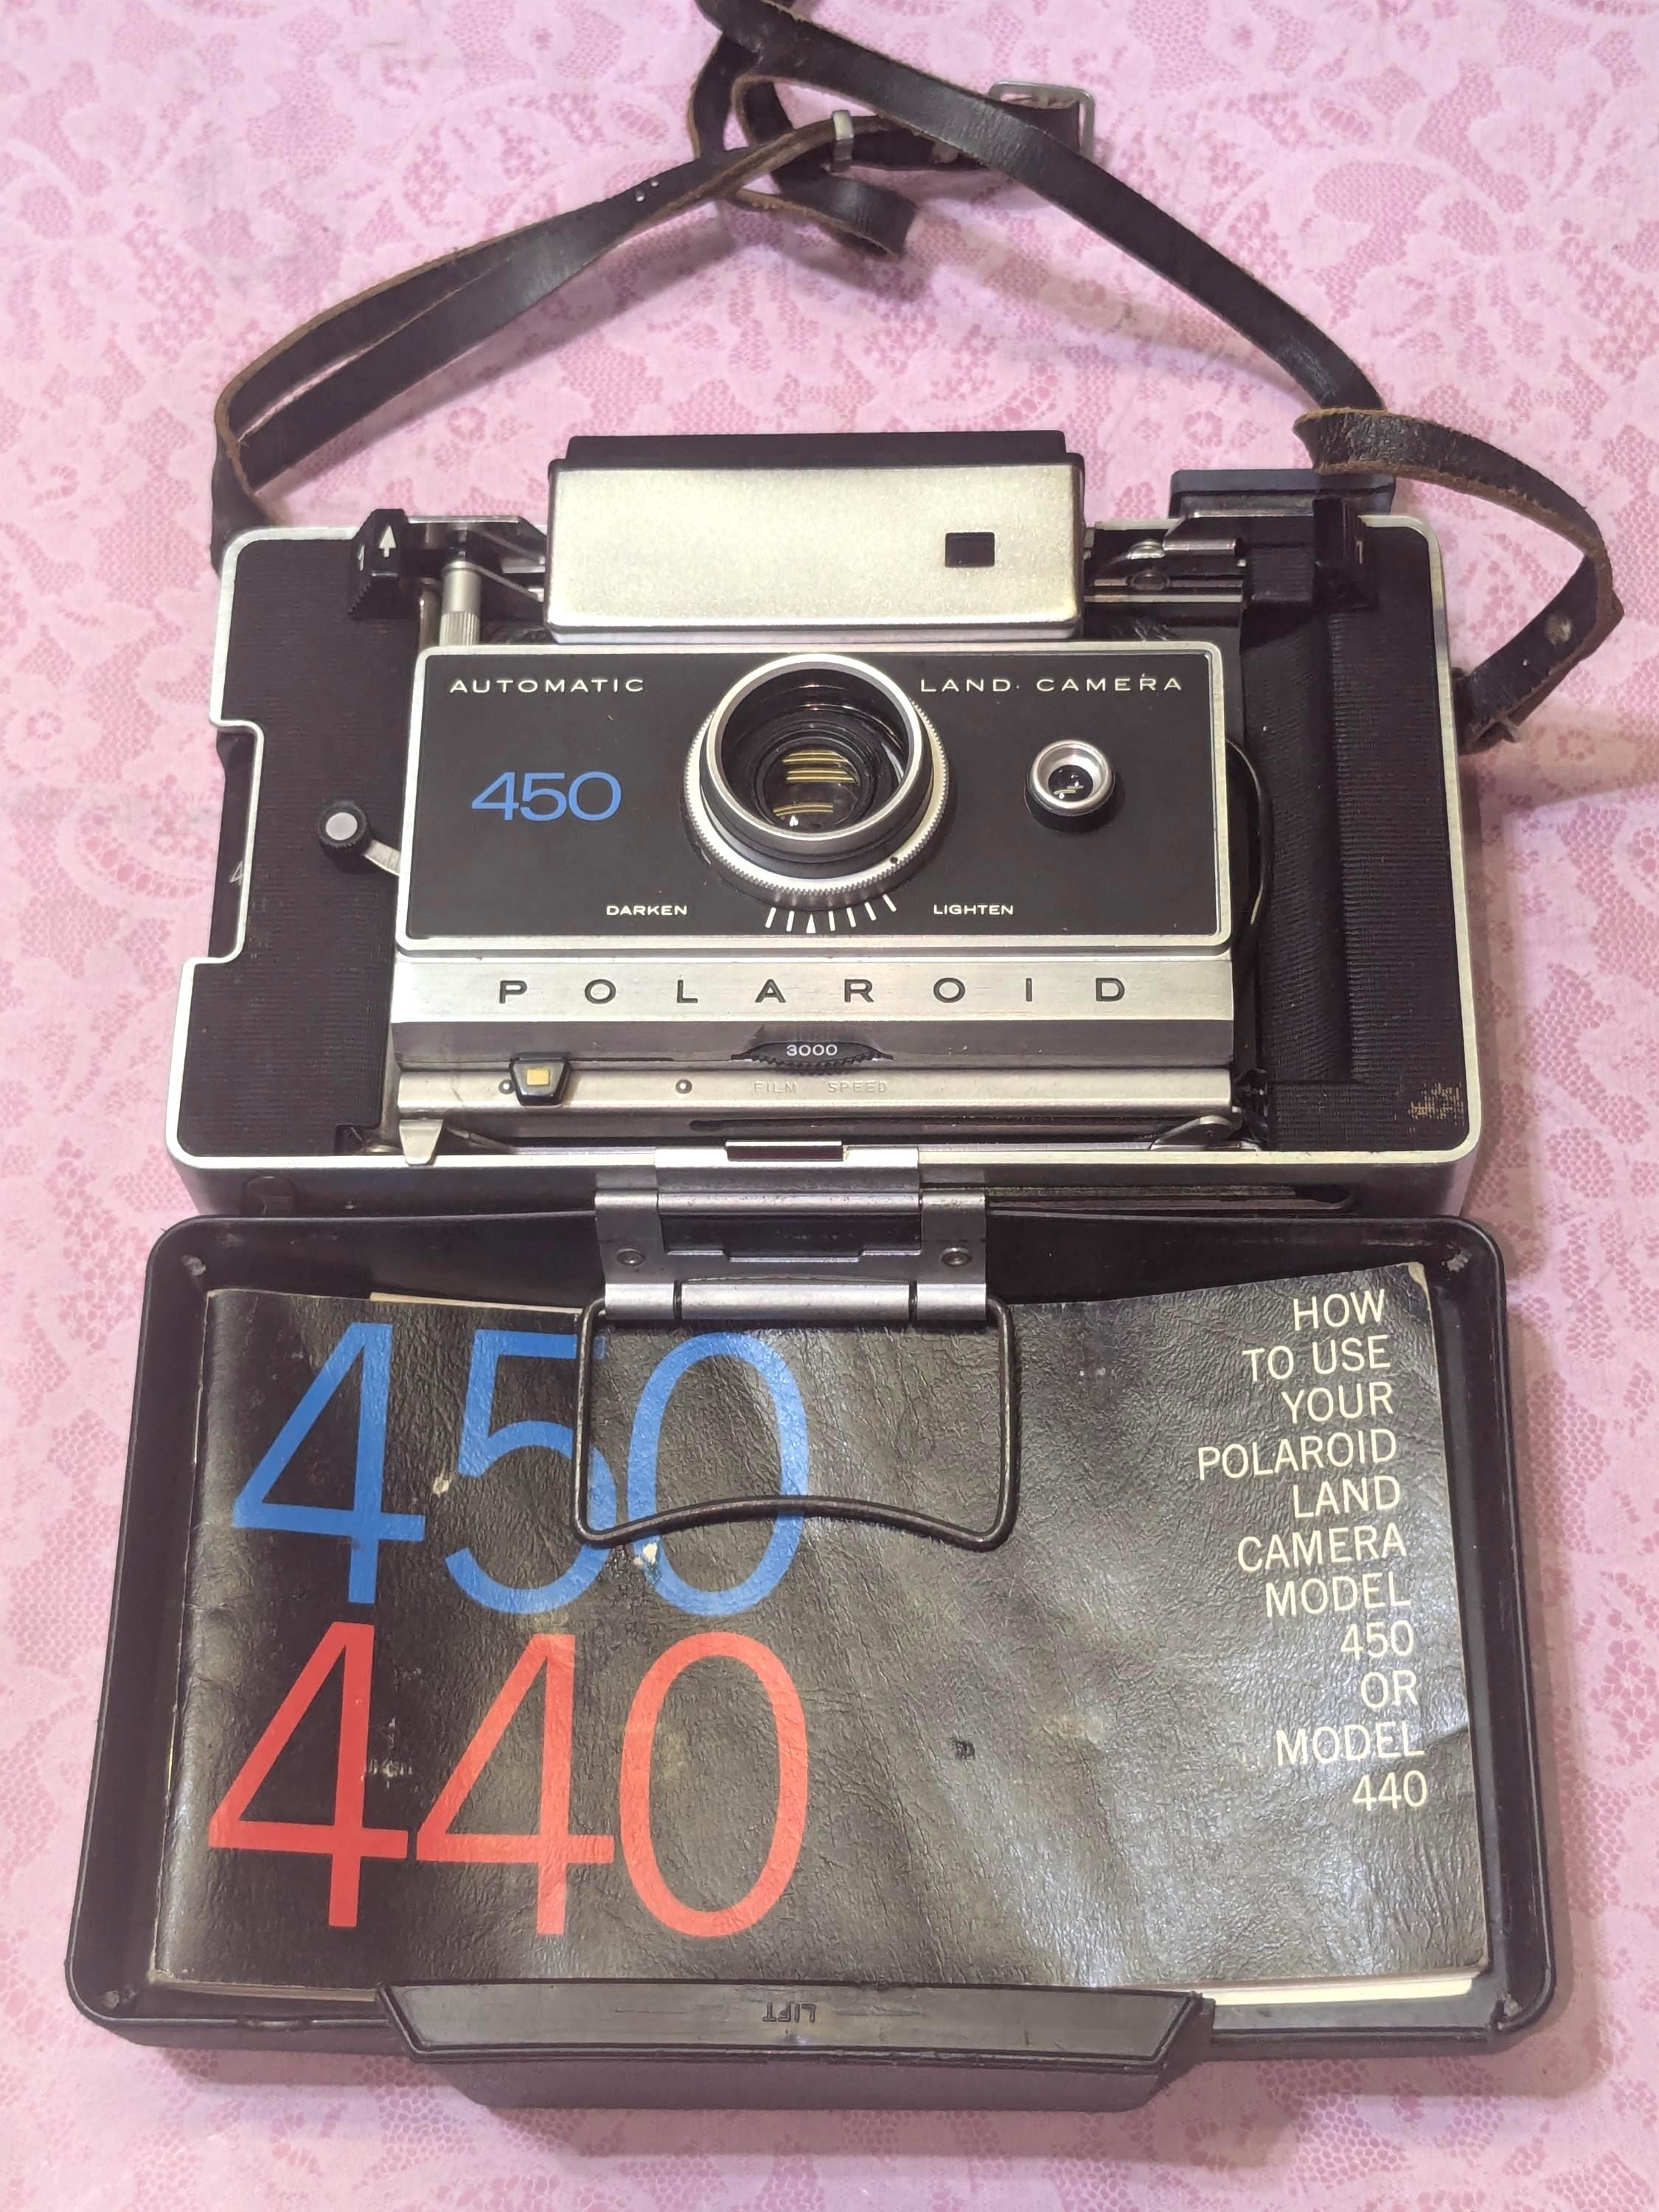 AUTOMATIC LAND CAMERA
450
DARKEN LIGHTEN
POLAROID
3000
FILM SPEED
450
440
HOW
TO USE
YOUR
POLAROID
LAND
CAMERA
MODEL
450
OR
MODEL
440
LIFT